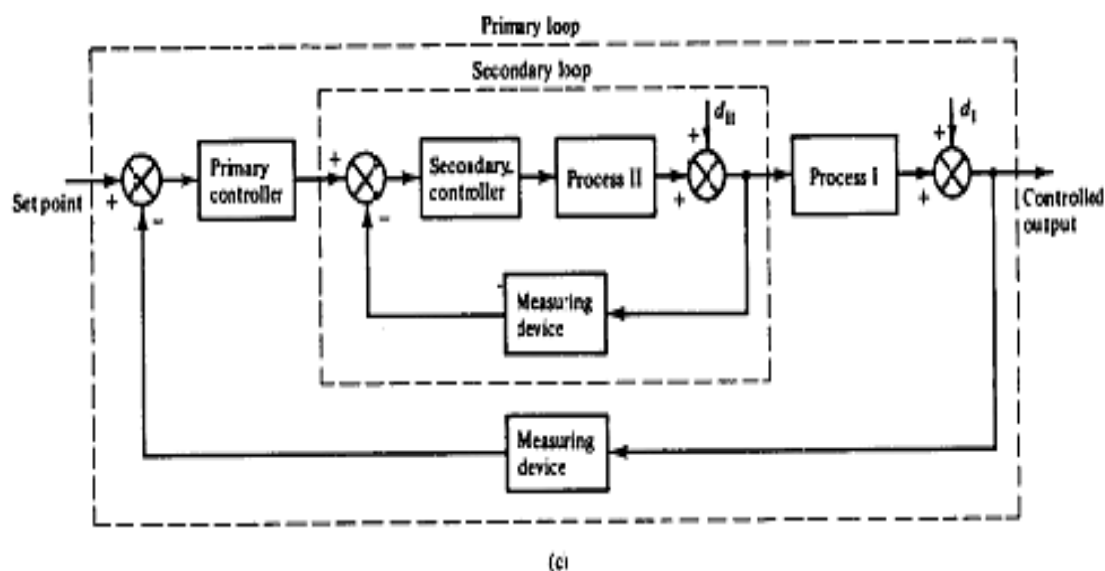 Primary loop
Secondary loop
d_II
d_I
+
+
Primary
controller
+
Secondary
controller
Process II
Process I
Set point
+
-
-
+
+
Controlled
output
Measuring
device
Measuring
device
(c)